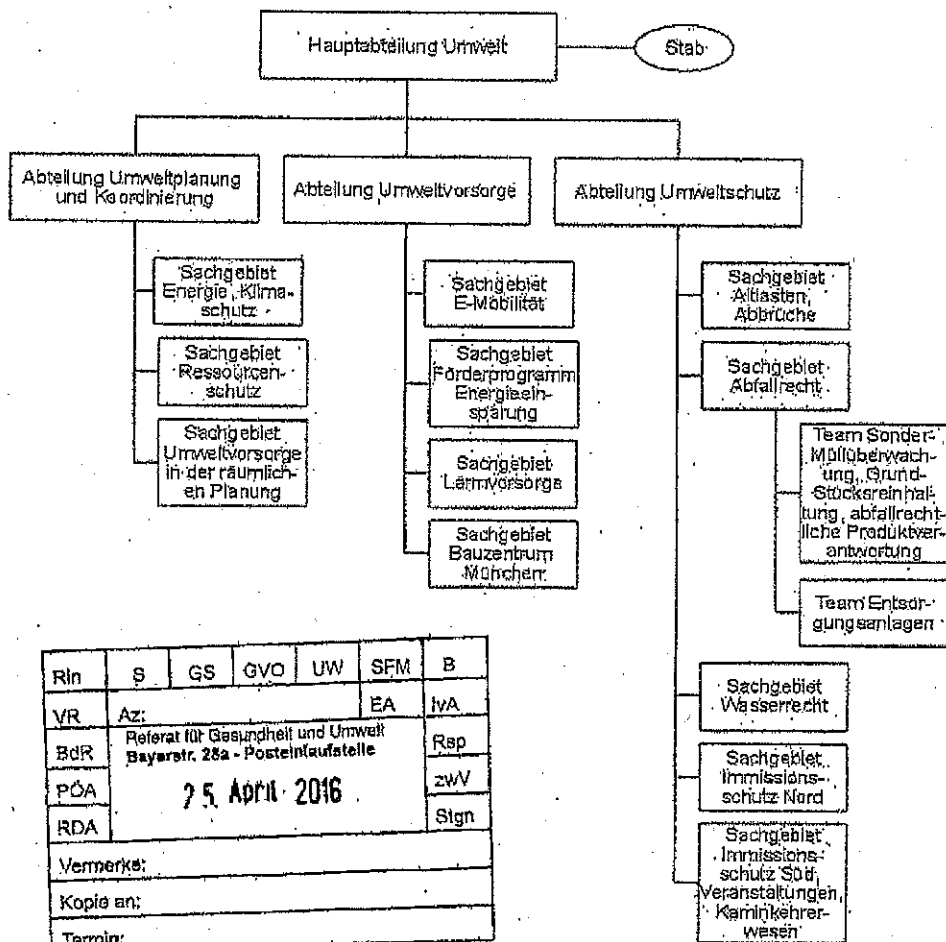 Hauptabteilung Umwelt
Stab
Abteilung Umweltplanung
und Koordinierung
Abteilung Umweltvorsorge
Abteilung Umweltschutz
Sachgebiet
Energie, Klima-
schutz
Sachgebiet
Ressourcen-
schutz
Sachgebiet
Umweltvorsorge
in der räumlich-
en Planung
Sachgebiet
E-Mobilität
Sachgebiet
Förderprogramm
Energieein-
sparung
Sachgebiet
Lärmvorsorge
Sachgebiet
Bauzentrum
München
Sachgebiet
Altlasten,
Abbrüche
Sachgebiet
Abfallrecht
Team Sonder-
Müllüberwach-
ung, Grund-
Stücksreinhal-
tung, abfallrecht-
liche Produktver-
antwortung
Team Entsor-
gungsanlagen
Sachgebiet
Wasserrecht
Sachgebiet
Immissions-
schutz Nord
Sachgebiet
Immissions-
schutz Süd,
Veranstaltungen,
Kaminkehrer-
wesen
RIn S GS GVO UW SFM B
VR Az: EA IvA
BdR Referat für Gesundheit und Umwelt Rsp
Bayerstr. 28a - Posteinlaufstelle
PÖA 25. April 2016 zwV
RDA Stgn
Vermerke:
Kopie an:
Termin: